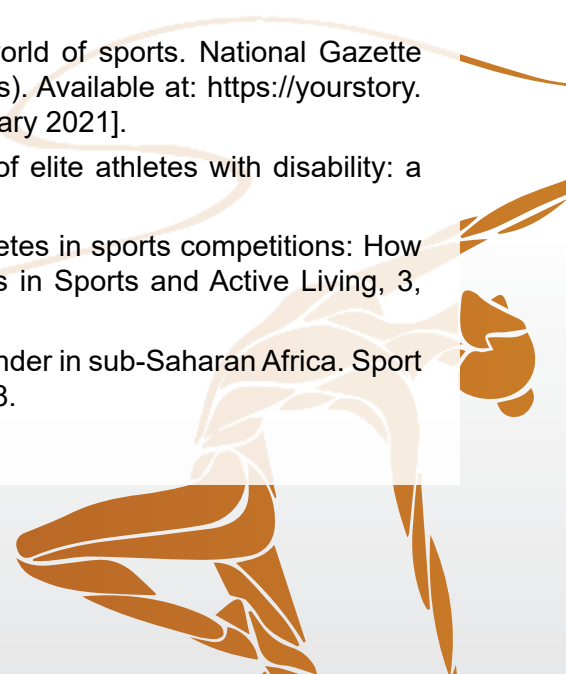 orld of sports. National Gazette
s). Available at: https://yourstory.
ary 2021].
of elite athletes with disability: a
etes in sports competitions: How
s in Sports and Active Living, 3,
nder in sub-Saharan Africa. Sport
3.